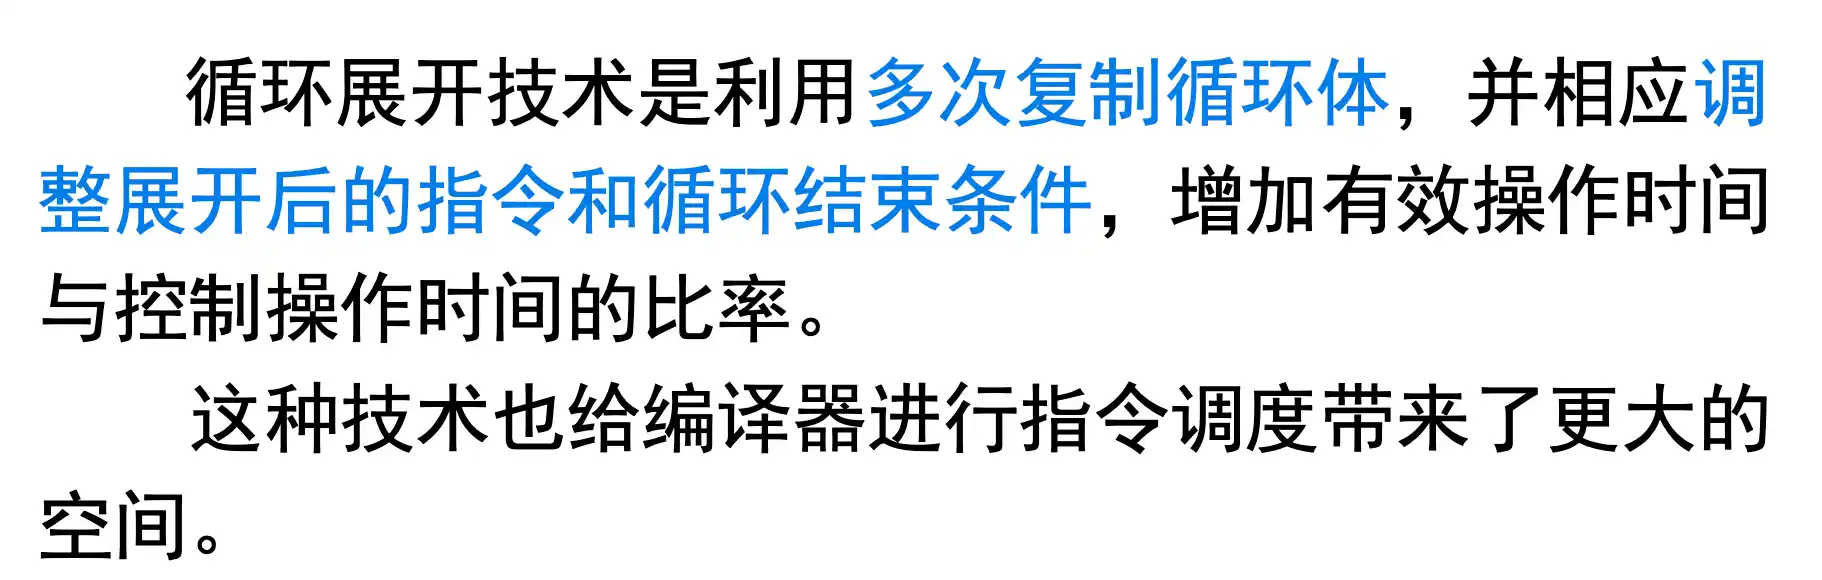 循环展开技术是利用多次复制循环体，并相应调
整展开后的指令和循环结束条件，增加有效操作时间
与控制操作时间的比率。
这种技术也给编译器进行指令调度带来了更大的
空间。